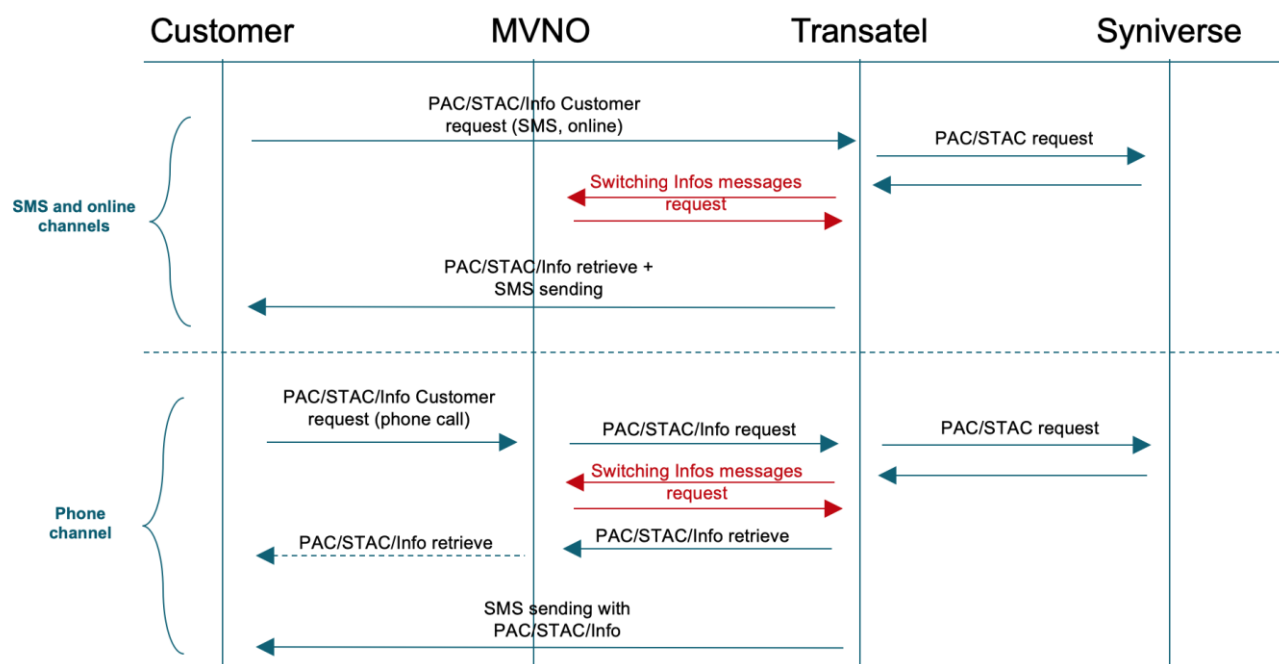 Customer
MVNO
Transatel
Syniverse
PAC/STAC/Info Customer
request (SMS, online)
PAC/STAC request
Switching Infos messages
request
SMS and online
channels
PAC/STAC/Info retrieve +
SMS sending
PAC/STAC/Info Customer
request (phone call)
PAC/STAC/Info request
PAC/STAC request
Switching Infos messages
request
Phone
channel
PAC/STAC/Info retrieve
PAC/STAC/Info retrieve
SMS sending with
PAC/STAC/Info